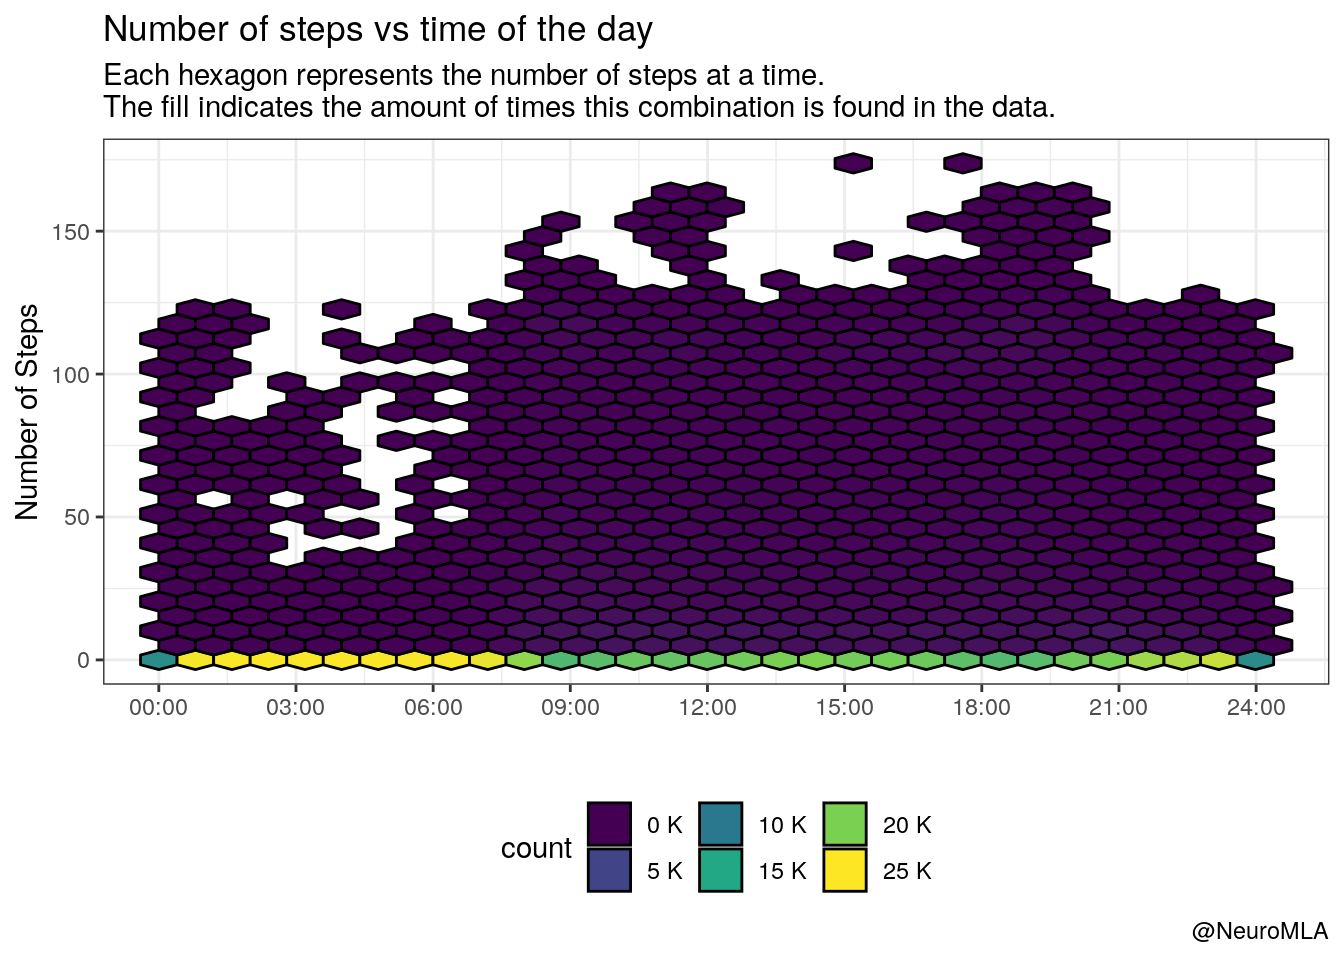 Number of steps vs time of the day
Each hexagon represents the number of steps at a time.
The fill indicates the amount of times this combination is found in the data.
Number of Steps
150
100
50
0
00:00 03:00 06:00 09:00 12:00 15:00 18:00 21:00 24:00
count
0 K 10 K 20 K
5 K 15 K 25 K
@NeuroMLA